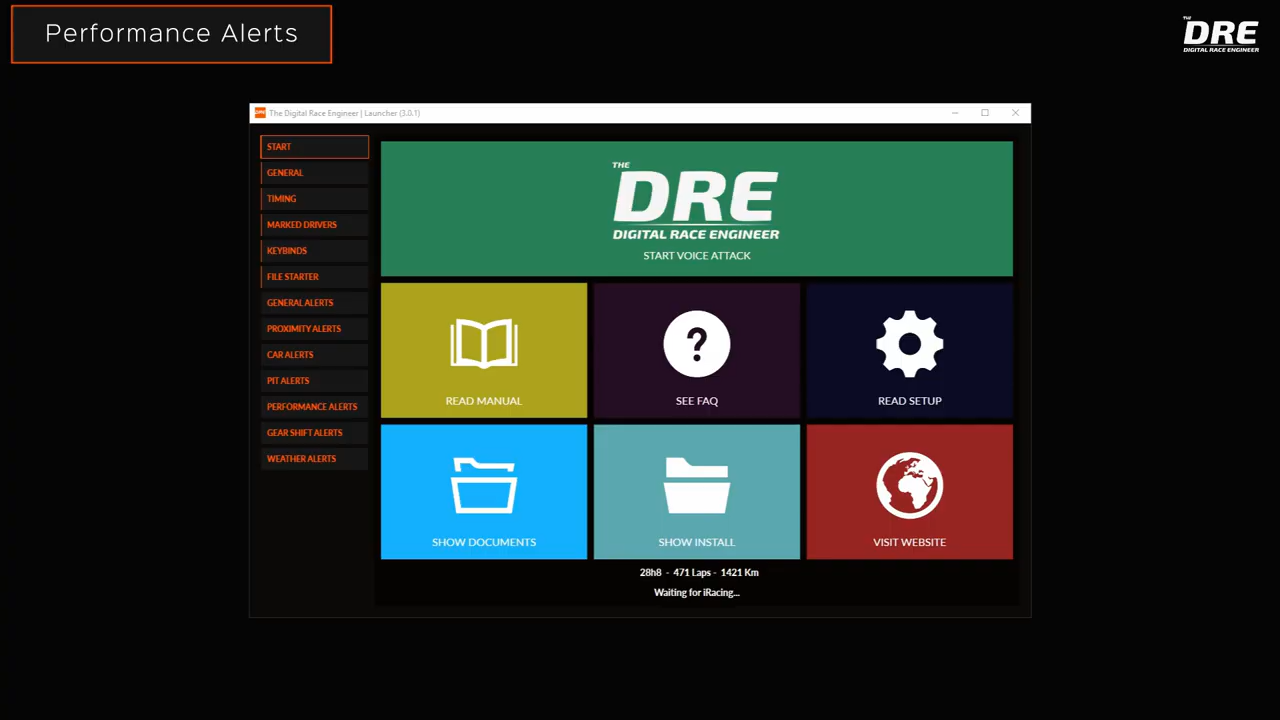 Performance Alerts
THE
DRE
DIGITAL RACE ENGINEER
DRE
The Digital Race Engineer | Launcher (3.0.1)
START
GENERAL
TIMING
MARKED DRIVERS
KEYBINDS
FILE STARTER
GENERAL ALERTS
PROXIMITY ALERTS
CAR ALERTS
PIT ALERTS
PERFORMANCE ALERTS
GEAR SHIFT ALERTS
WEATHER ALERTS
THE
DRE
DIGITAL RACE ENGINEER
START VOICE ATTACK
READ MANUAL
?
SEE FAQ
READ SETUP
SHOW DOCUMENTS
SHOW INSTALL
VISIT WEBSITE
28h8 - 471 Laps - 1421 Km
Waiting for iRacing...